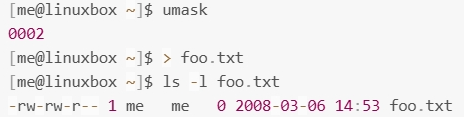 [me@linuxbox ~]$ umask
0002
[me@linuxbox ~]$ > foo.txt
[me@linuxbox ~]$ ls -l foo.txt
-rw-rw-r-- 1 me   me   0 2008-03-06 14:53 foo.txt